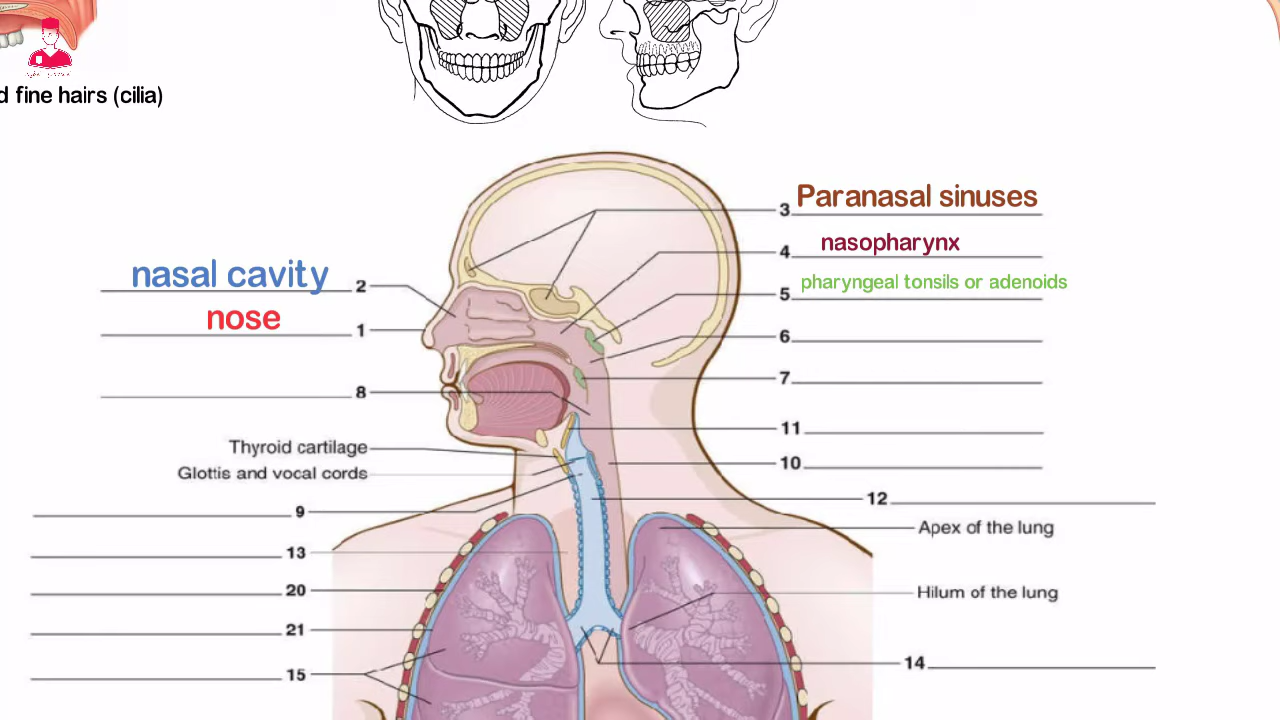 d fine hairs (cilia)
3 Paranasal sinuses
4 nasopharynx
nasal cavity 2
5 pharyngeal tonsils or adenoids
nose 1
6
7
8
11
Thyroid cartilage
10
Glottis and vocal cords
12
9
Apex of the lung
13
20
Hilum of the lung
21
14
15